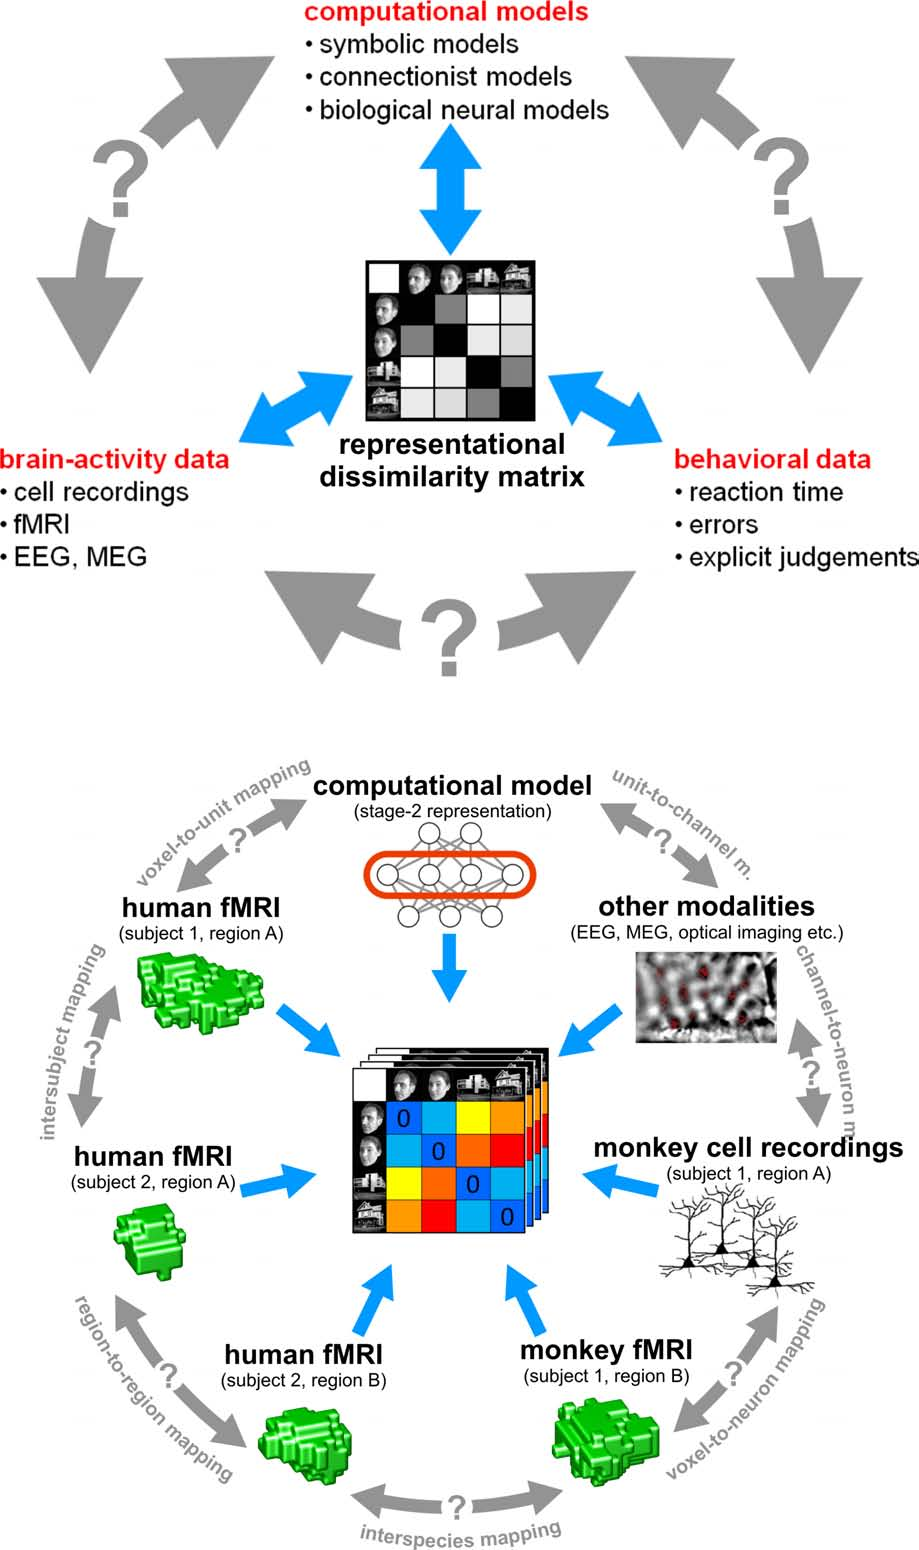 computational models
• symbolic models
• connectionist models
• biological neural models
?
?
representational
dissimilarity matrix
brain-activity data
• cell recordings
• fMRI
• EEG, MEG
behavioral data
• reaction time
• errors
• explicit judgements
?
computational model
(stage-2 representation)
voxel-to-unit mapping
?
unit-to-channel m.
?
human fMRI
(subject 1, region A)
other modalities
(EEG, MEG, optical imaging etc.)
intersubject mapping
?
channel-to-neuron m
?
0
0
0
0
human fMRI
(subject 2, region A)
monkey cell recordings
(subject 1, region A)
region-to-region mapping
?
human fMRI
(subject 2, region B)
monkey fMRI
(subject 1, region B)
?
voxel-to-neuron mapping
?
interspecies mapping